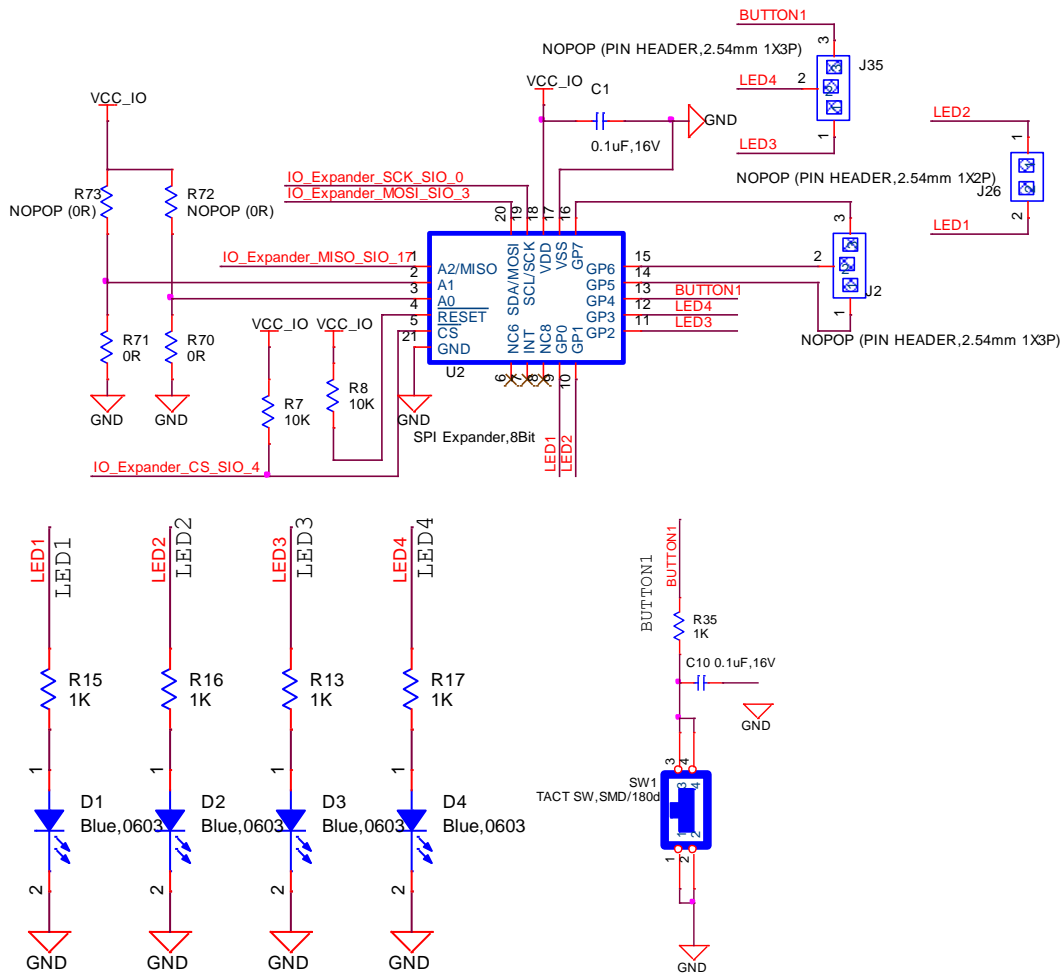 BUTTON1
NOPOP (PIN HEADER,2.54mm 1X3P)
3
J35
LED4
2
1
LED3
VCC_IO
C1
0.1uF,16V
GND
VCC_IO
R73
NOPOP (0R)
R72
NOPOP (0R)
R71
0R
R70
0R
GND
GND
LED2
1
NOPOP (PIN HEADER,2.54mm 1X2P)
J26
2
LED1
IO_Expander_SCK_SIO_0
IO_Expander_MOSI_SIO_3
IO_Expander_MISO_SIO_17
20
19
18
17
16
1
2
3
4
5
21
A2/MISO
A1
A0
RESET
CS
GND
SDA/MOSI
SCL/SCK
VDD
VSS
GP7
GP6
GP5
GP4
GP3
GP2
NC6
INT
NC8
GP0
GP1
15
14
13
12
11
BUTTON1
LED4
LED3
3
2
1
J2
NOPOP (PIN HEADER,2.54mm 1X3P)
6
7
8
9
10
U2
SPI Expander,8Bit
LED1
LED2
VCC_IO
VCC_IO
R7
10K
R8
10K
GND
IO_Expander_CS_SIO_4
LED1
LED1
LED2
LED2
LED3
LED3
LED4
LED4
R15
1K
R16
1K
R13
1K
R17
1K
1
1
1
1
D1
Blue,0603
D2
Blue,0603
D3
Blue,0603
D4
Blue,0603
2
2
2
2
GND
GND
GND
GND
BUTTON1
BUTTON1
R35
1K
C10 0.1uF,16V
GND
3
4
SW1
TACT SW,SMD/180d
3
4
1
2
1
2
GND